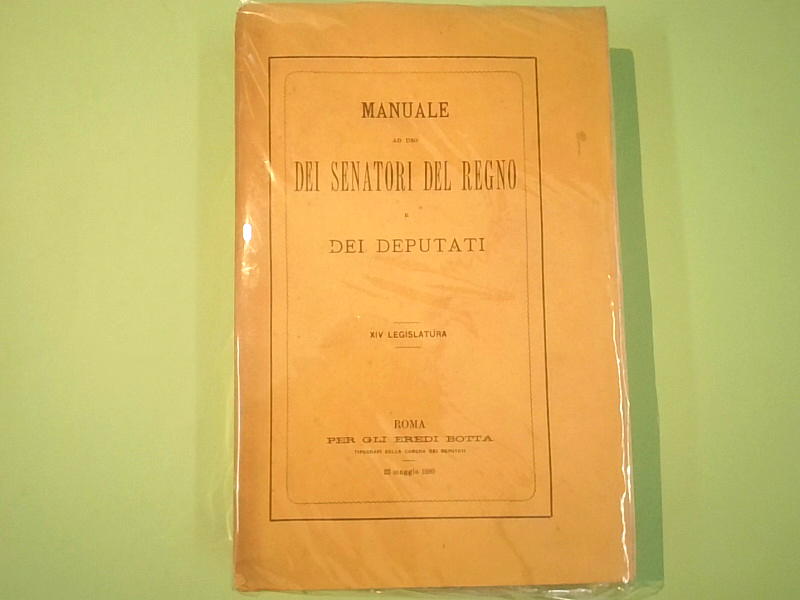 MANUALE
AD USO
DEI SENATORI DEL REGNO
E
DEI DEPUTATI
XIV LEGISLATURA
ROMA
PER GLI EREDI BOTTA
TIPOGRAFI DELLA CAMERA DEI DEPUTATI
maggio 1880